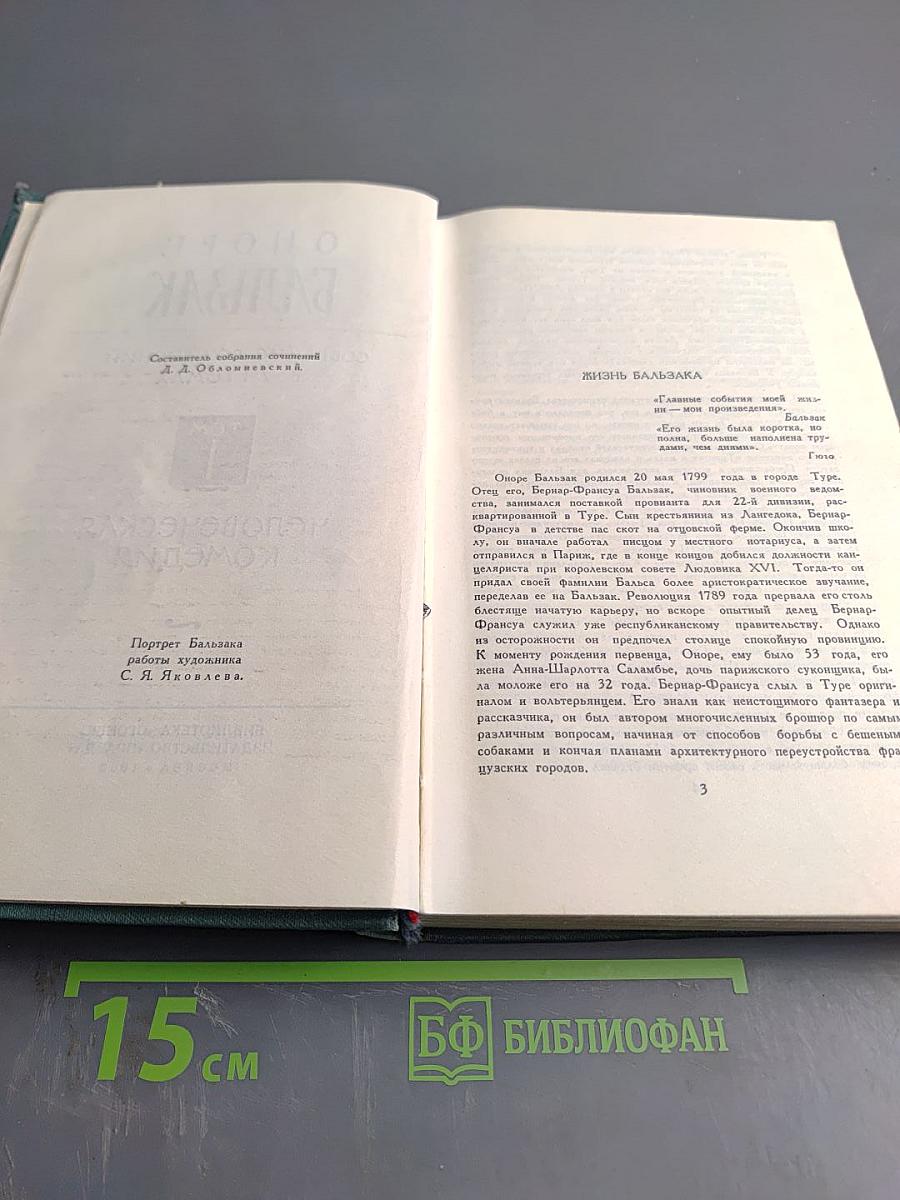 Составитель собрания сочинений
Д. Д. Обломиевский.
Портрет Бальзака
работы художника
С. Я. Яковлева.
ЖИЗНЬ БАЛЬЗАКА
«Главные события моей жиз-
ни — мои произведения».
Бальзак
«Его жизнь была коротка, но
полна, больше наполнена тру-
дами, чем днями».
Гюго
Оноре Бальзак родился 20 мая 1799 года в городе Туре.
Отец его, Бернар-Франсуа Бальзак, чиновник военного ведом-
ства, занимался поставкой провианта для 22-й дивизии, рас-
квартированной в Туре. Сын крестьянина из Лангедока, Бернар-
Франсуа в детстве пас скот на отцовской ферме. Окончив шко-
лу, он вначале работал писцом у местного нотариуса, а затем
отправился в Париж, где в конце концов добился должности кан-
целяриста при королевском совете Людовика XVI. Тогда-то он
придал своей фамилии Бальса более аристократическое звучание,
переделав ее на Бальзак. Революция 1789 года прервала его столь
блестяще начатую карьеру, но вскоре опытный делец Бернар-
Франсуа служил уже республиканскому правительству. Однако
из осторожности он предпочел столице спокойную провинцию.
К моменту рождения первенца, Оноре, ему было 53 года, его
жена Анна-Шарлотта Саламбье, дочь парижского суконщика, бы-
ла моложе его на 32 года. Бернар-Франсуа слыл в Туре ориги-
налом и вольтерьянцем. Его знали как неистощимого фантазера и
рассказчика, он был автором многочисленных брошюр по самым
различным вопросам, начиная от способов борьбы с бешеным
собаками и кончая планами архитектурного переустройства фра
цузских городов.
3
15 см
БФ БИБЛИОФАН